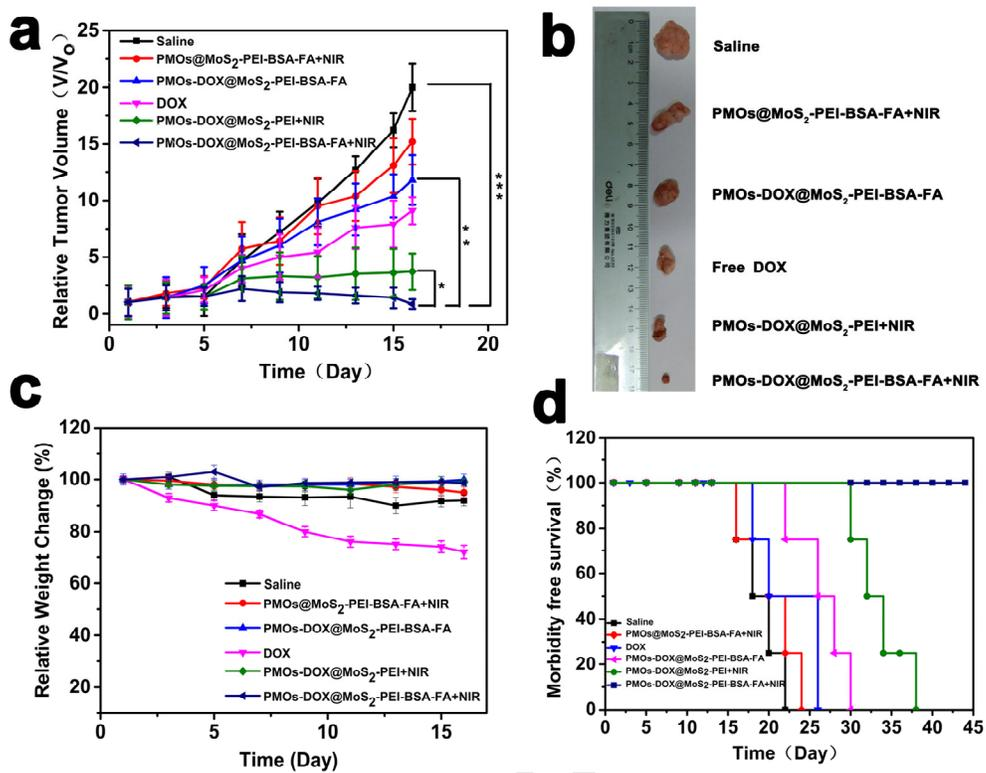 a
25
20
15
10
5
0
Relative Tumor Volume (V/V0)
Saline
PMOs@MoS2-PEI-BSA-FA+NIR
PMOs-DOX@MoS2-PEI-BSA-FA
DOX
PMOs-DOX@MoS2-PEI+NIR
PMOs-DOX@MoS2-PEI-BSA-FA+NIR
***
**
*
0 5 10 15 20
Time (Day)
b
Saline
PMOs@MoS2-PEI-BSA-FA+NIR
PMOs-DOX@MoS2-PEI-BSA-FA
Free DOX
PMOs-DOX@MoS2-PEI+NIR
PMOs-DOX@MoS2-PEI-BSA-FA+NIR
deli
c
120
100
80
60
40
20
Relative Weight Change (%)
Saline
PMOs@MoS2-PEI-BSA-FA+NIR
PMOs-DOX@MoS2-PEI-BSA-FA
DOX
PMOs-DOX@MoS2-PEI+NIR
PMOs-DOX@MoS2-PEI-BSA-FA+NIR
0 5 10 15
Time (Day)
d
120
100
80
60
40
20
0
Morbidity free survival (%)
Saline
PMOs@MoS2-PEI-BSA-FA+NIR
DOX
PMOs-DOX@MoS2-PEI-BSA-FA
PMOs-DOX@MoS2-PEI+NIR
PMOs-DOX@MoS2-PEI-BSA-FA+NIR
0 5 10 15 20 25 30 35 40 45
Time (Day)